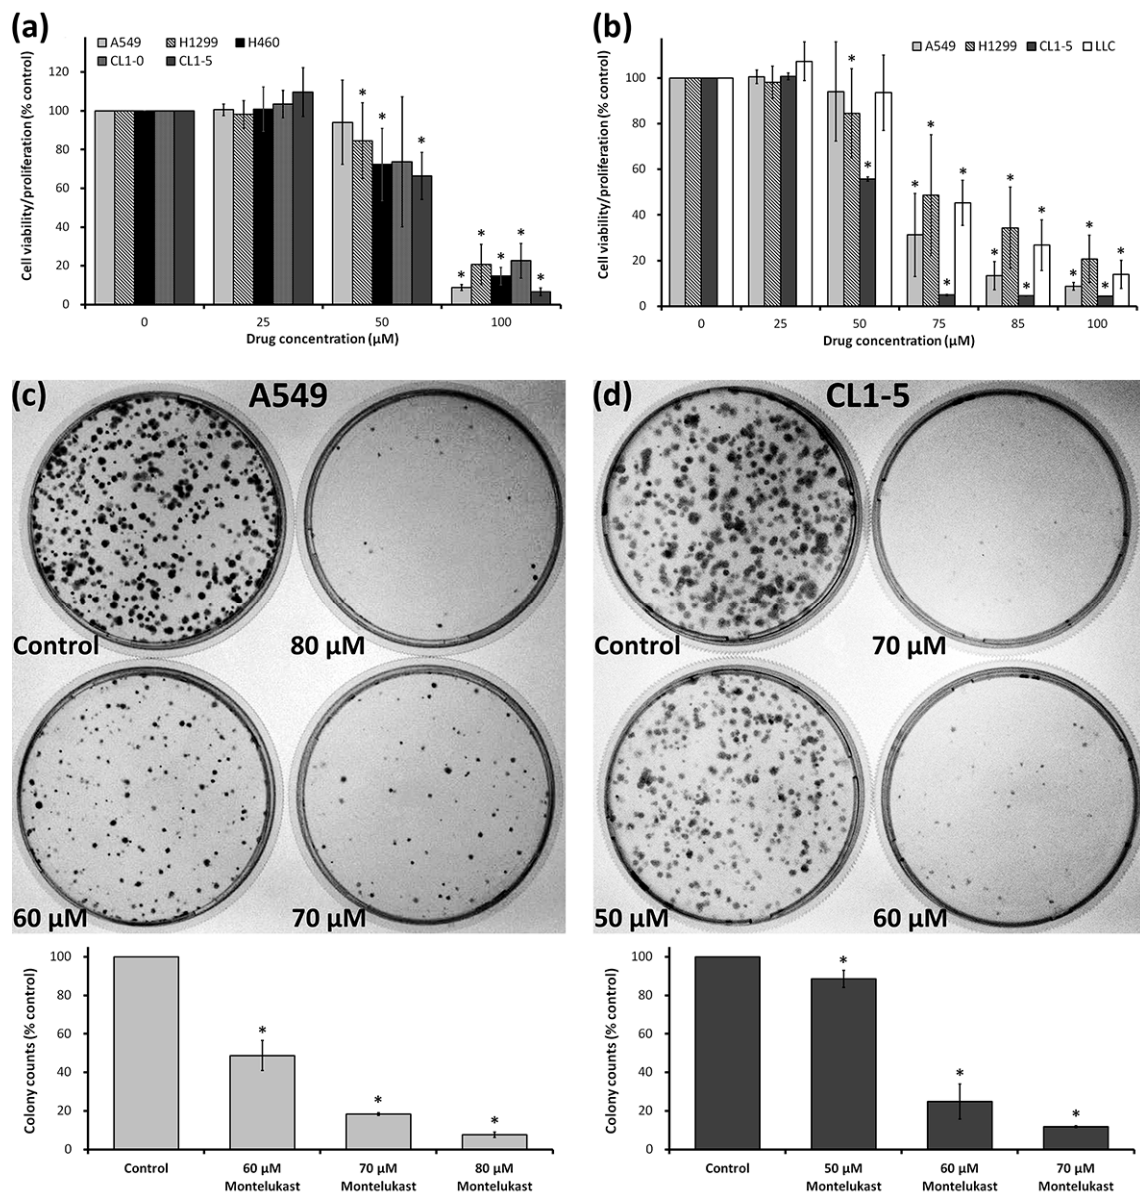 (a)
A549 H1299 H460
CL1-0 CL1-5
Cell viability/proliferation (% control)
120
100
80
60
40
20
0
* * *
* * * * *
0 25 50 100
Drug concentration (µM)
(b)
A549 H1299 CL1-5 LLC
Cell viability/proliferation (% control)
100
80
60
40
20
0
* *
* * * *
* * * *
* * * *
0 25 50 75 85 100
Drug concentration (µM)
(c) A549
Control 80 µM
60 µM 70 µM
Colony counts (% control)
100
80
60
40
20
0
* * *
Control 60 µM 70 µM 80 µM
Montelukast Montelukast Montelukast
(d) CL1-5
Control 70 µM
50 µM 60 µM
Colony counts (% control)
100
80
60
40
20
0
* * *
Control 50 µM 60 µM 70 µM
Montelukast Montelukast Montelukast